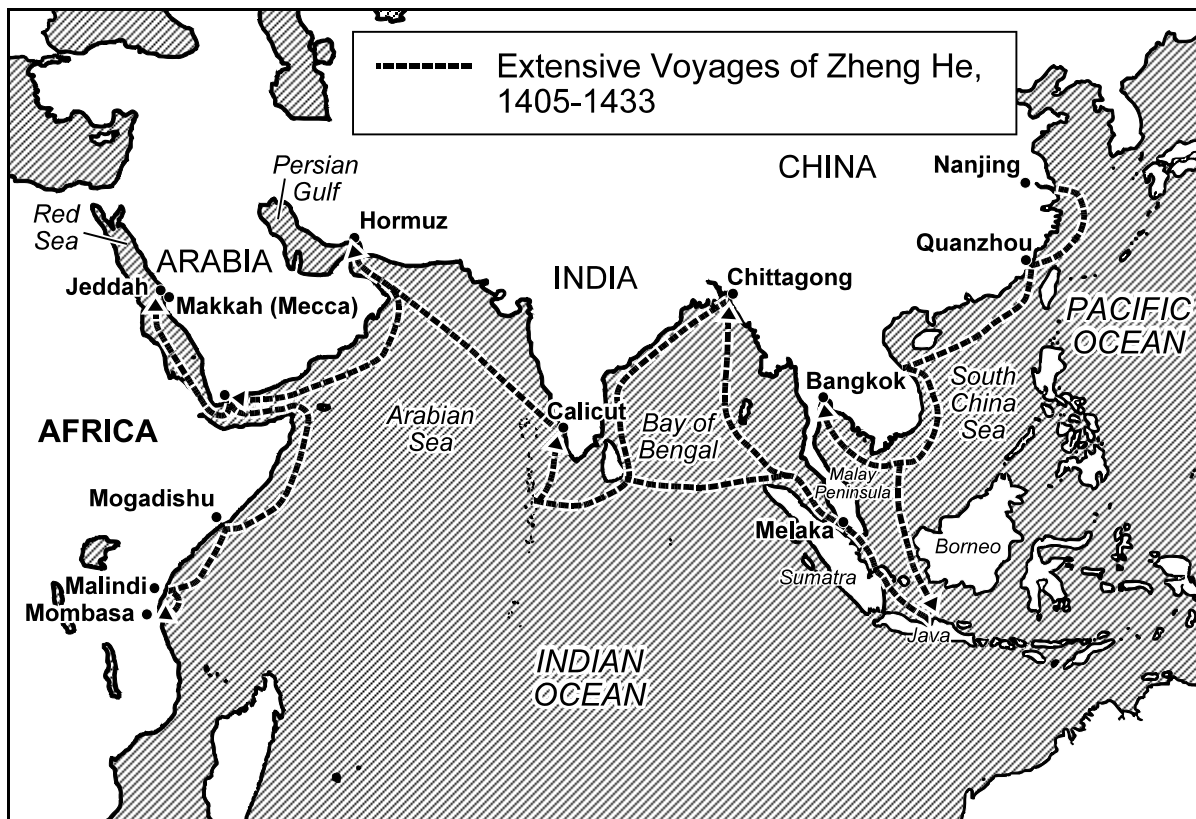 Extensive Voyages of Zheng He,
1405-1433
Persian
Gulf
CHINA
Nanjing
Red
Sea
Hormuz
ARABIA
Quanzhou
INDIA
Chittagong
Jeddah
Makkah (Mecca)
PACIFIC
OCEAN
Bangkok
South
China
Sea
Arabian
Sea
Calicut
Bay of
Bengal
AFRICA
Malay
Peninsula
Mogadishu
Melaka
Borneo
Sumatra
Malindi
Mombasa
Java
INDIAN
OCEAN